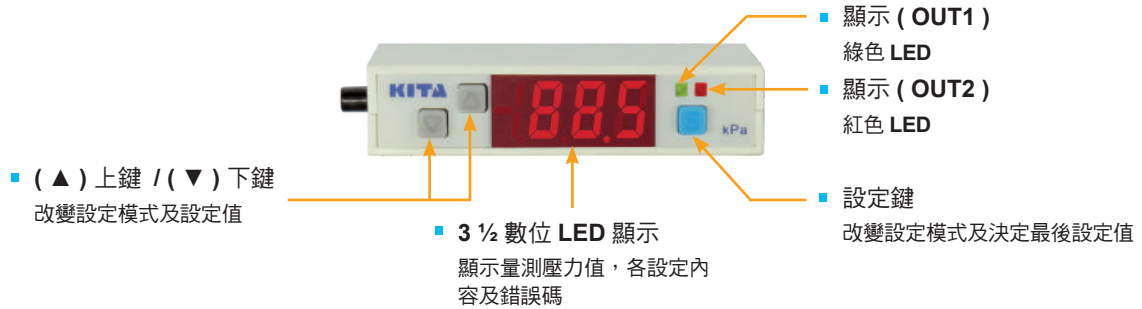 顯示 ( OUT1 )
綠色 LED
顯示 ( OUT2 )
紅色 LED
KITA
88.5
S
kPa
( ▲ ) 上鍵 / ( ▼ ) 下鍵
改變設定模式及設定值
設定鍵
改變設定模式及決定最後設定值
3 ½ 數位 LED 顯示
顯示量測壓力值，各設定內
容及錯誤碼